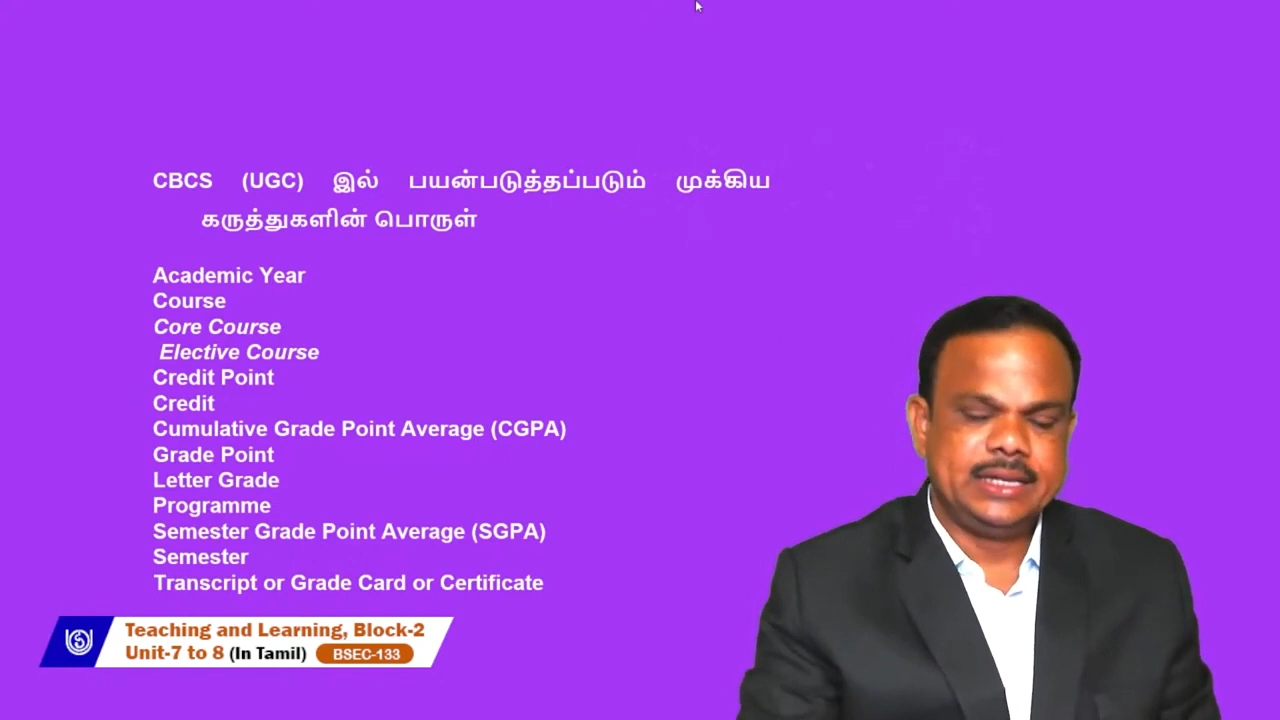 CBCS (UGC) இல் பயன்படுத்தப்படும் முக்கிய
கருத்துகளின் பொருள்
Academic Year
Course
Core Course
Elective Course
Credit Point
Credit
Cumulative Grade Point Average (CGPA)
Grade Point
Letter Grade
Programme
Semester Grade Point Average (SGPA)
Semester
Transcript or Grade Card or Certificate
Teaching and Learning, Block-2
Unit-7 to 8 (In Tamil) BSEC-133